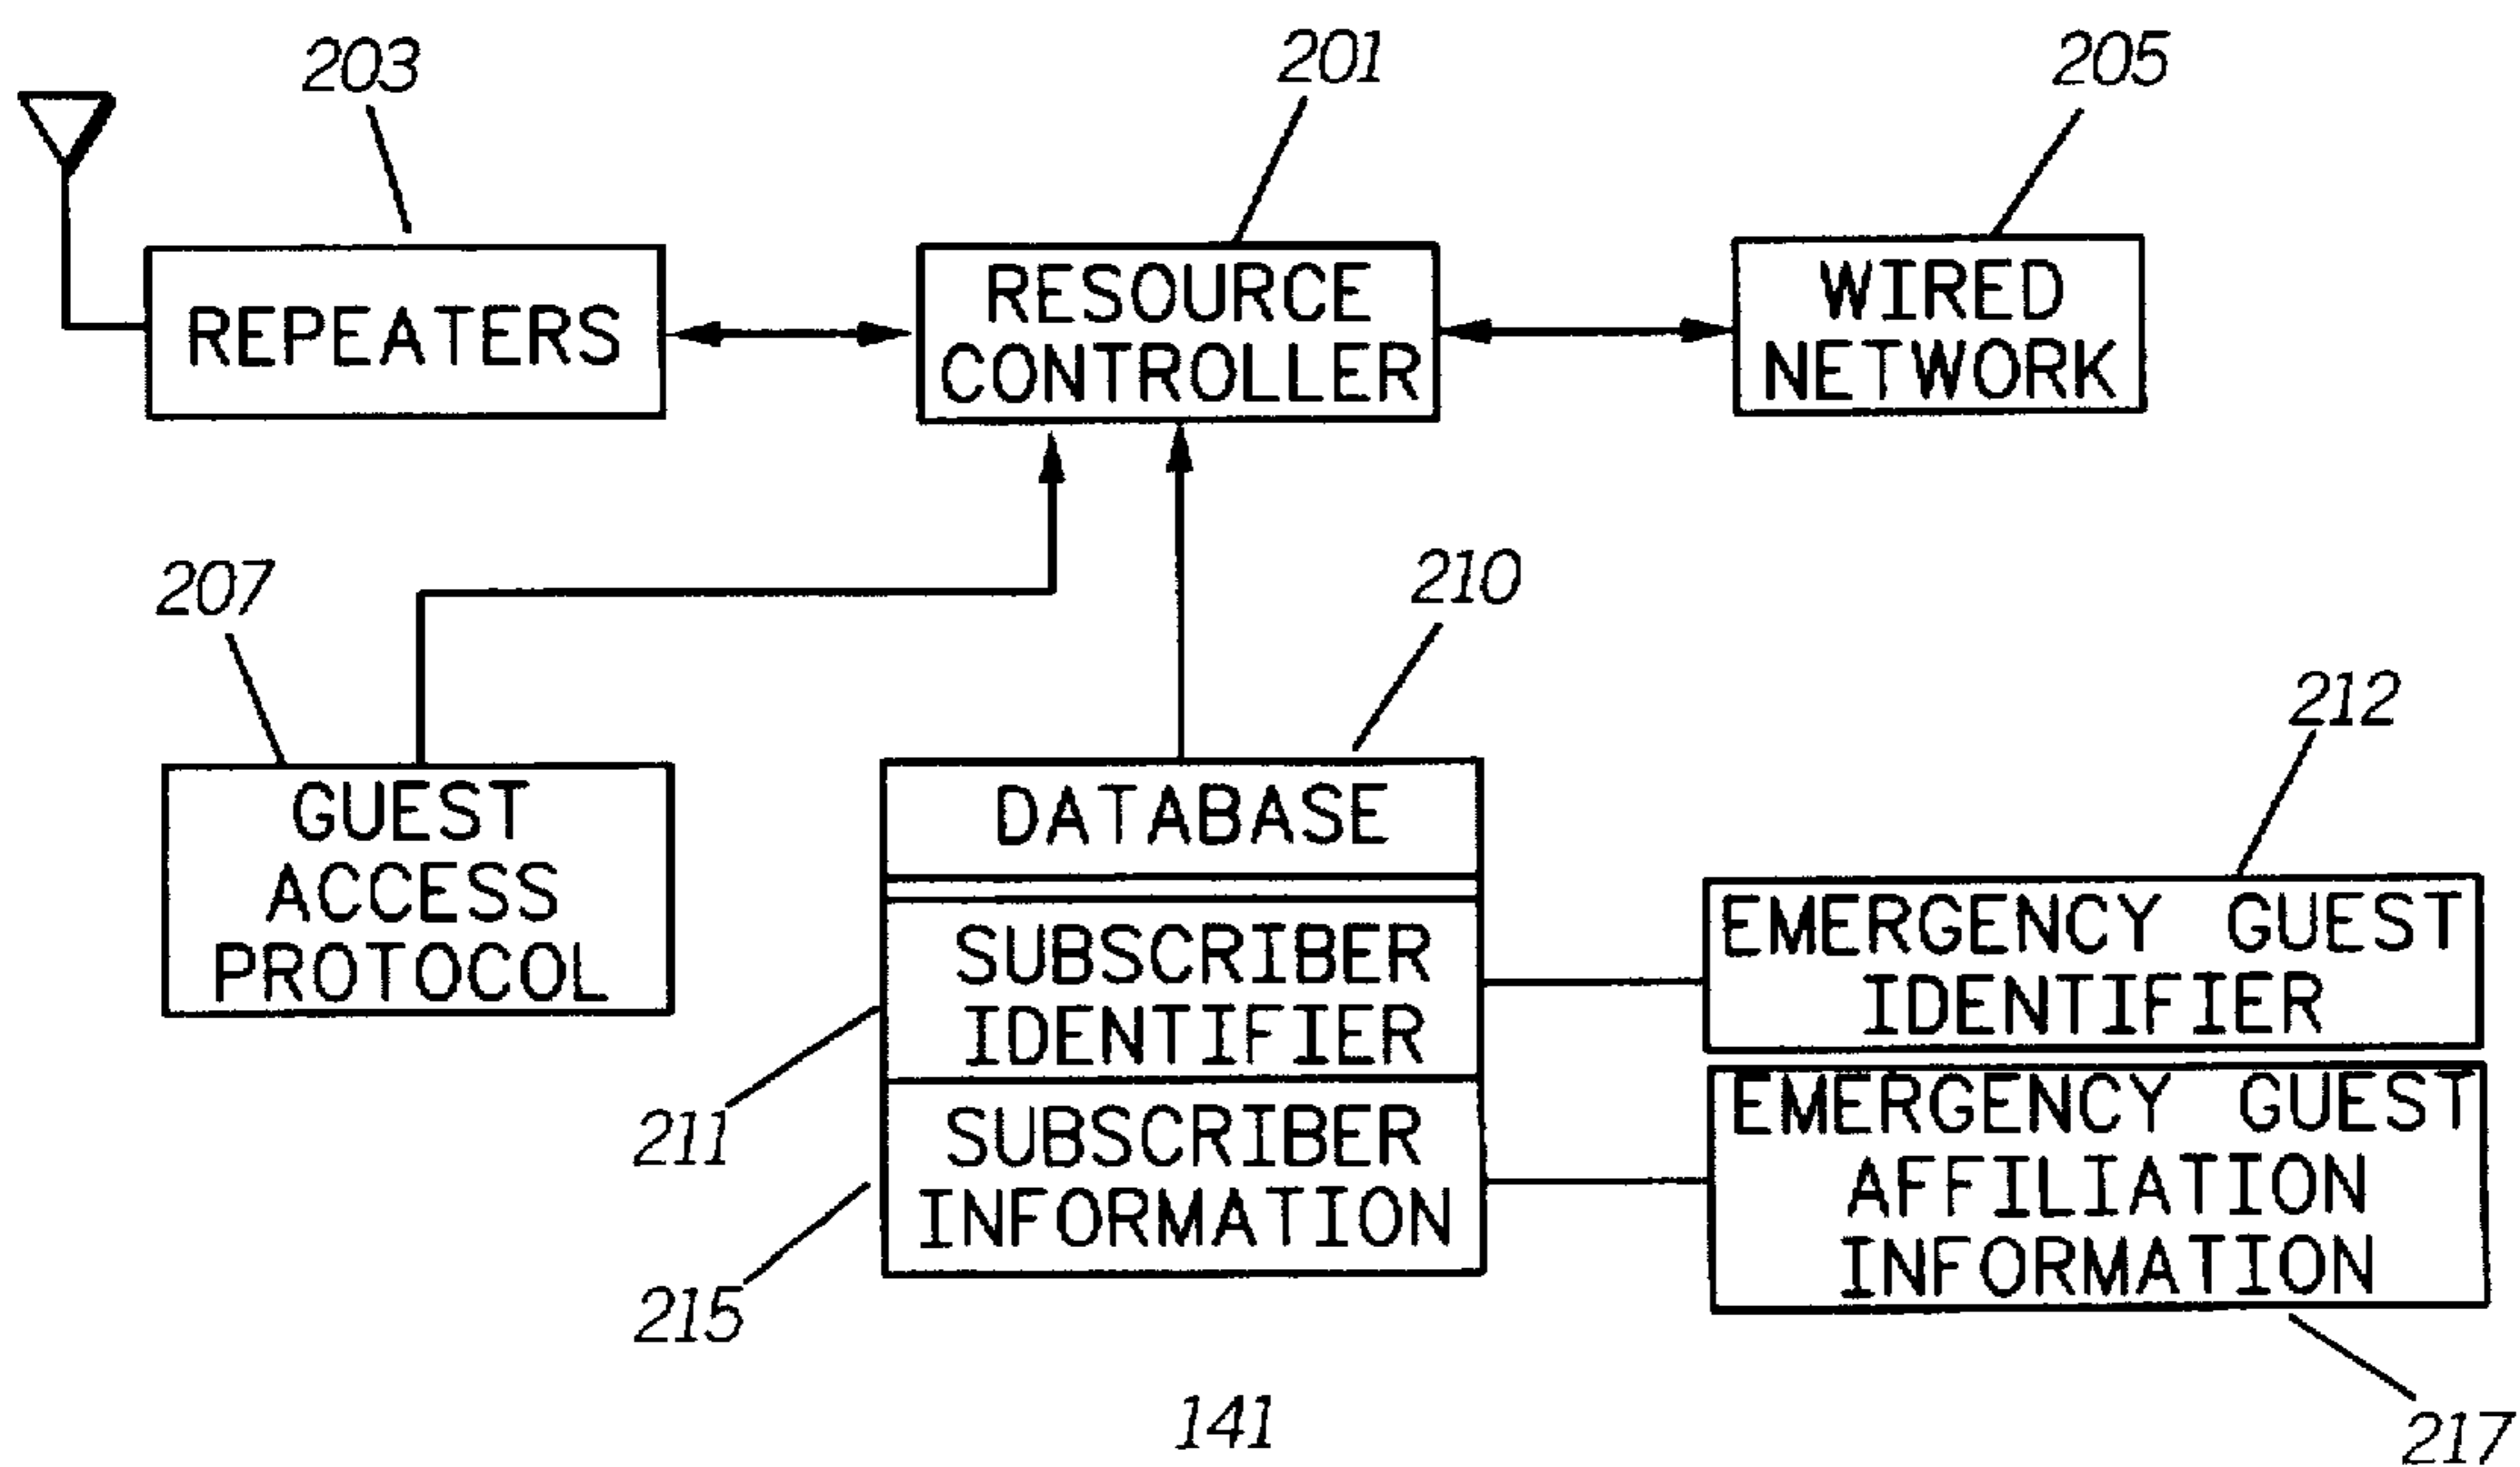 203
201
205
REPEATERS
RESOURCE
CONTROLLER
WIRED
NETWORK
207
210
212
GUEST
ACCESS
PROTOCOL
DATABASE
SUBSCRIBER
IDENTIFIER
EMERGENCY GUEST
IDENTIFIER
211
SUBSCRIBER
INFORMATION
EMERGENCY GUEST
AFFILIATION
INFORMATION
215
141
217